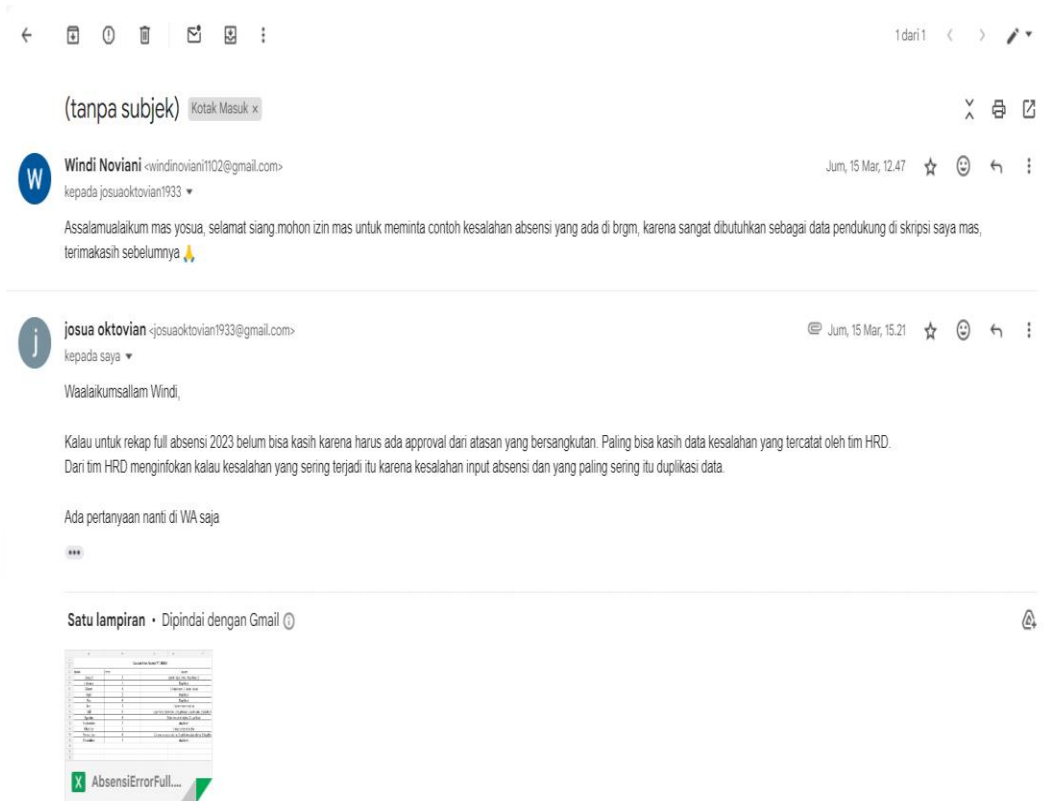 1 dari 1
(tanpa subjek) Kotak Masuk ×
W
Windi Noviani <windinoviani1102@gmail.com>
Jum, 15 Mar, 12.47
kepada josuaoktovian1933
Assalamualaikum mas yosua, selamat siang.mohon izin mas untuk meminta contoh kesalahan absensi yang ada di brgm, karena sangat dibutuhkan sebagai data pendukung di skripsi saya mas,
terimakasih sebelumnya 🙏
j
josua oktovian <josuaoktovian1933@gmail.com>
Jum, 15 Mar, 15.21
kepada saya
Waalaikumsallam Windi,
Kalau untuk rekap full absensi 2023 belum bisa kasih karena harus ada approval dari atasan yang bersangkutan. Paling bisa kasih data kesalahan yang tercatat oleh tim HRD.
Dari tim HRD menginfokan kalau kesalahan yang sering terjadi itu karena kesalahan input absensi dan yang paling sering itu duplikasi data.
Ada pertanyaan nanti di WA saja
Satu lampiran • Dipindai dengan Gmail
X AbsensiErrorFull....